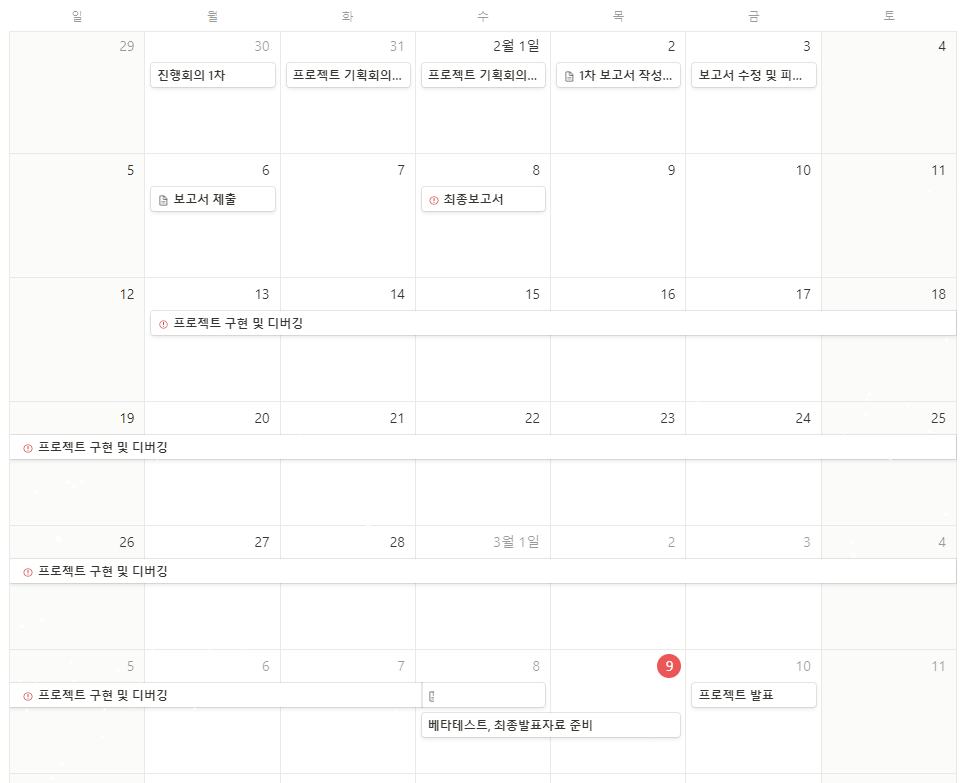 일 월 화 수 목 금 토
29 30 31 2월 1일 2 3 4
진행회의 1차 프로젝트 기획회의... 프로젝트 기획회의... 1차 보고서 작성... 보고서 수정 및 피...
5 6 7 8 9 10 11
보고서 제출 최종보고서
12 13 14 15 16 17 18
프로젝트 구현 및 디버깅
19 20 21 22 23 24 25
프로젝트 구현 및 디버깅
26 27 28 3월 1일 2 3 4
프로젝트 구현 및 디버깅
5 6 7 8 9 10 11
프로젝트 구현 및 디버깅 프로젝트 발표
베타테스트, 최종발표자료 준비